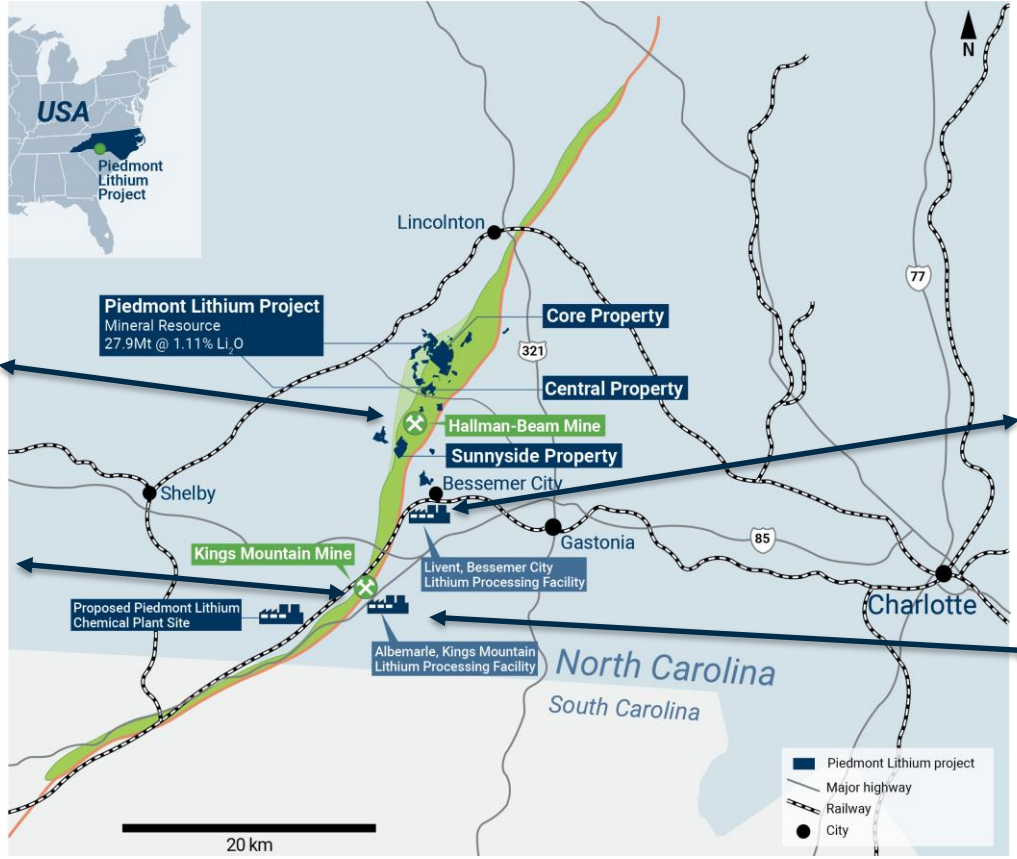 N
USA
Piedmont
Lithium
Project
Lincolnton
77
Piedmont Lithium Project
Mineral Resource
27.9Mt @ 1.11% Li₂O
Core Property
321
Central Property
Hallman-Beam Mine
Sunnyside Property
Bessemer City
Shelby
Gastonia
85
Kings Mountain Mine
Livent, Bessemer City
Lithium Processing Facility
Charlotte
Proposed Piedmont Lithium
Chemical Plant Site
Albemarle, Kings Mountain
Lithium Processing Facility
North Carolina
South Carolina
Piedmont Lithium project
Major highway
Railway
City
20 km